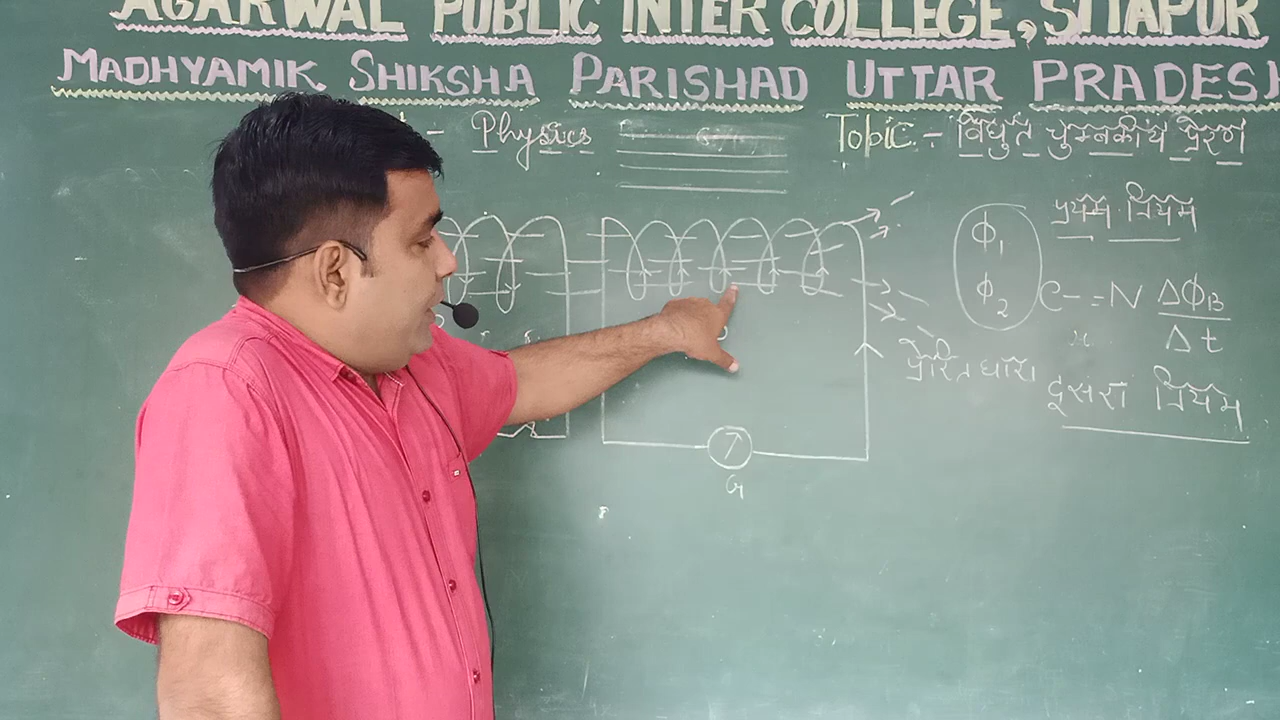 AGARWAL PUBLIC INTER COLLEGE, SITAPUR
MADHYAMIK SHIKSHA PARISHAD UTTAR PRADESH
- Physics
Topic - विद्युत चुम्बकीय प्रेरण
प्रथम नियम
ϕ1
ϕ2
e - = N ΔϕB
Δt
प्रेरित धारा
दूसरा नियम
G